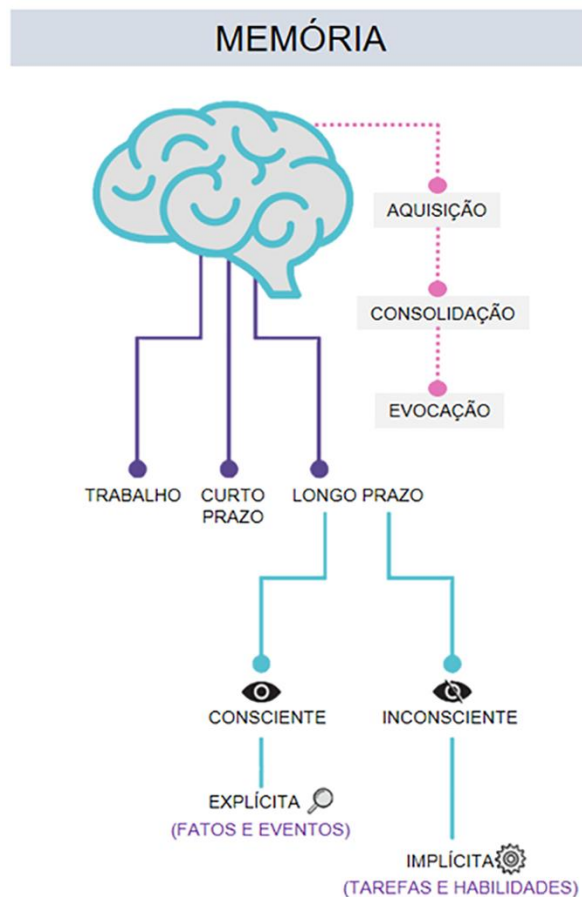 MEMÓRIA
AQUISIÇÃO
CONSOLIDAÇÃO
EVOCAÇÃO
TRABALHO
CURTO
PRAZO
LONGO PRAZO
CONSCIENTE
INCONSCIENTE
EXPLÍCITA
(FATOS E EVENTOS)
IMPLÍCITA
(TAREFAS E HABILIDADES)